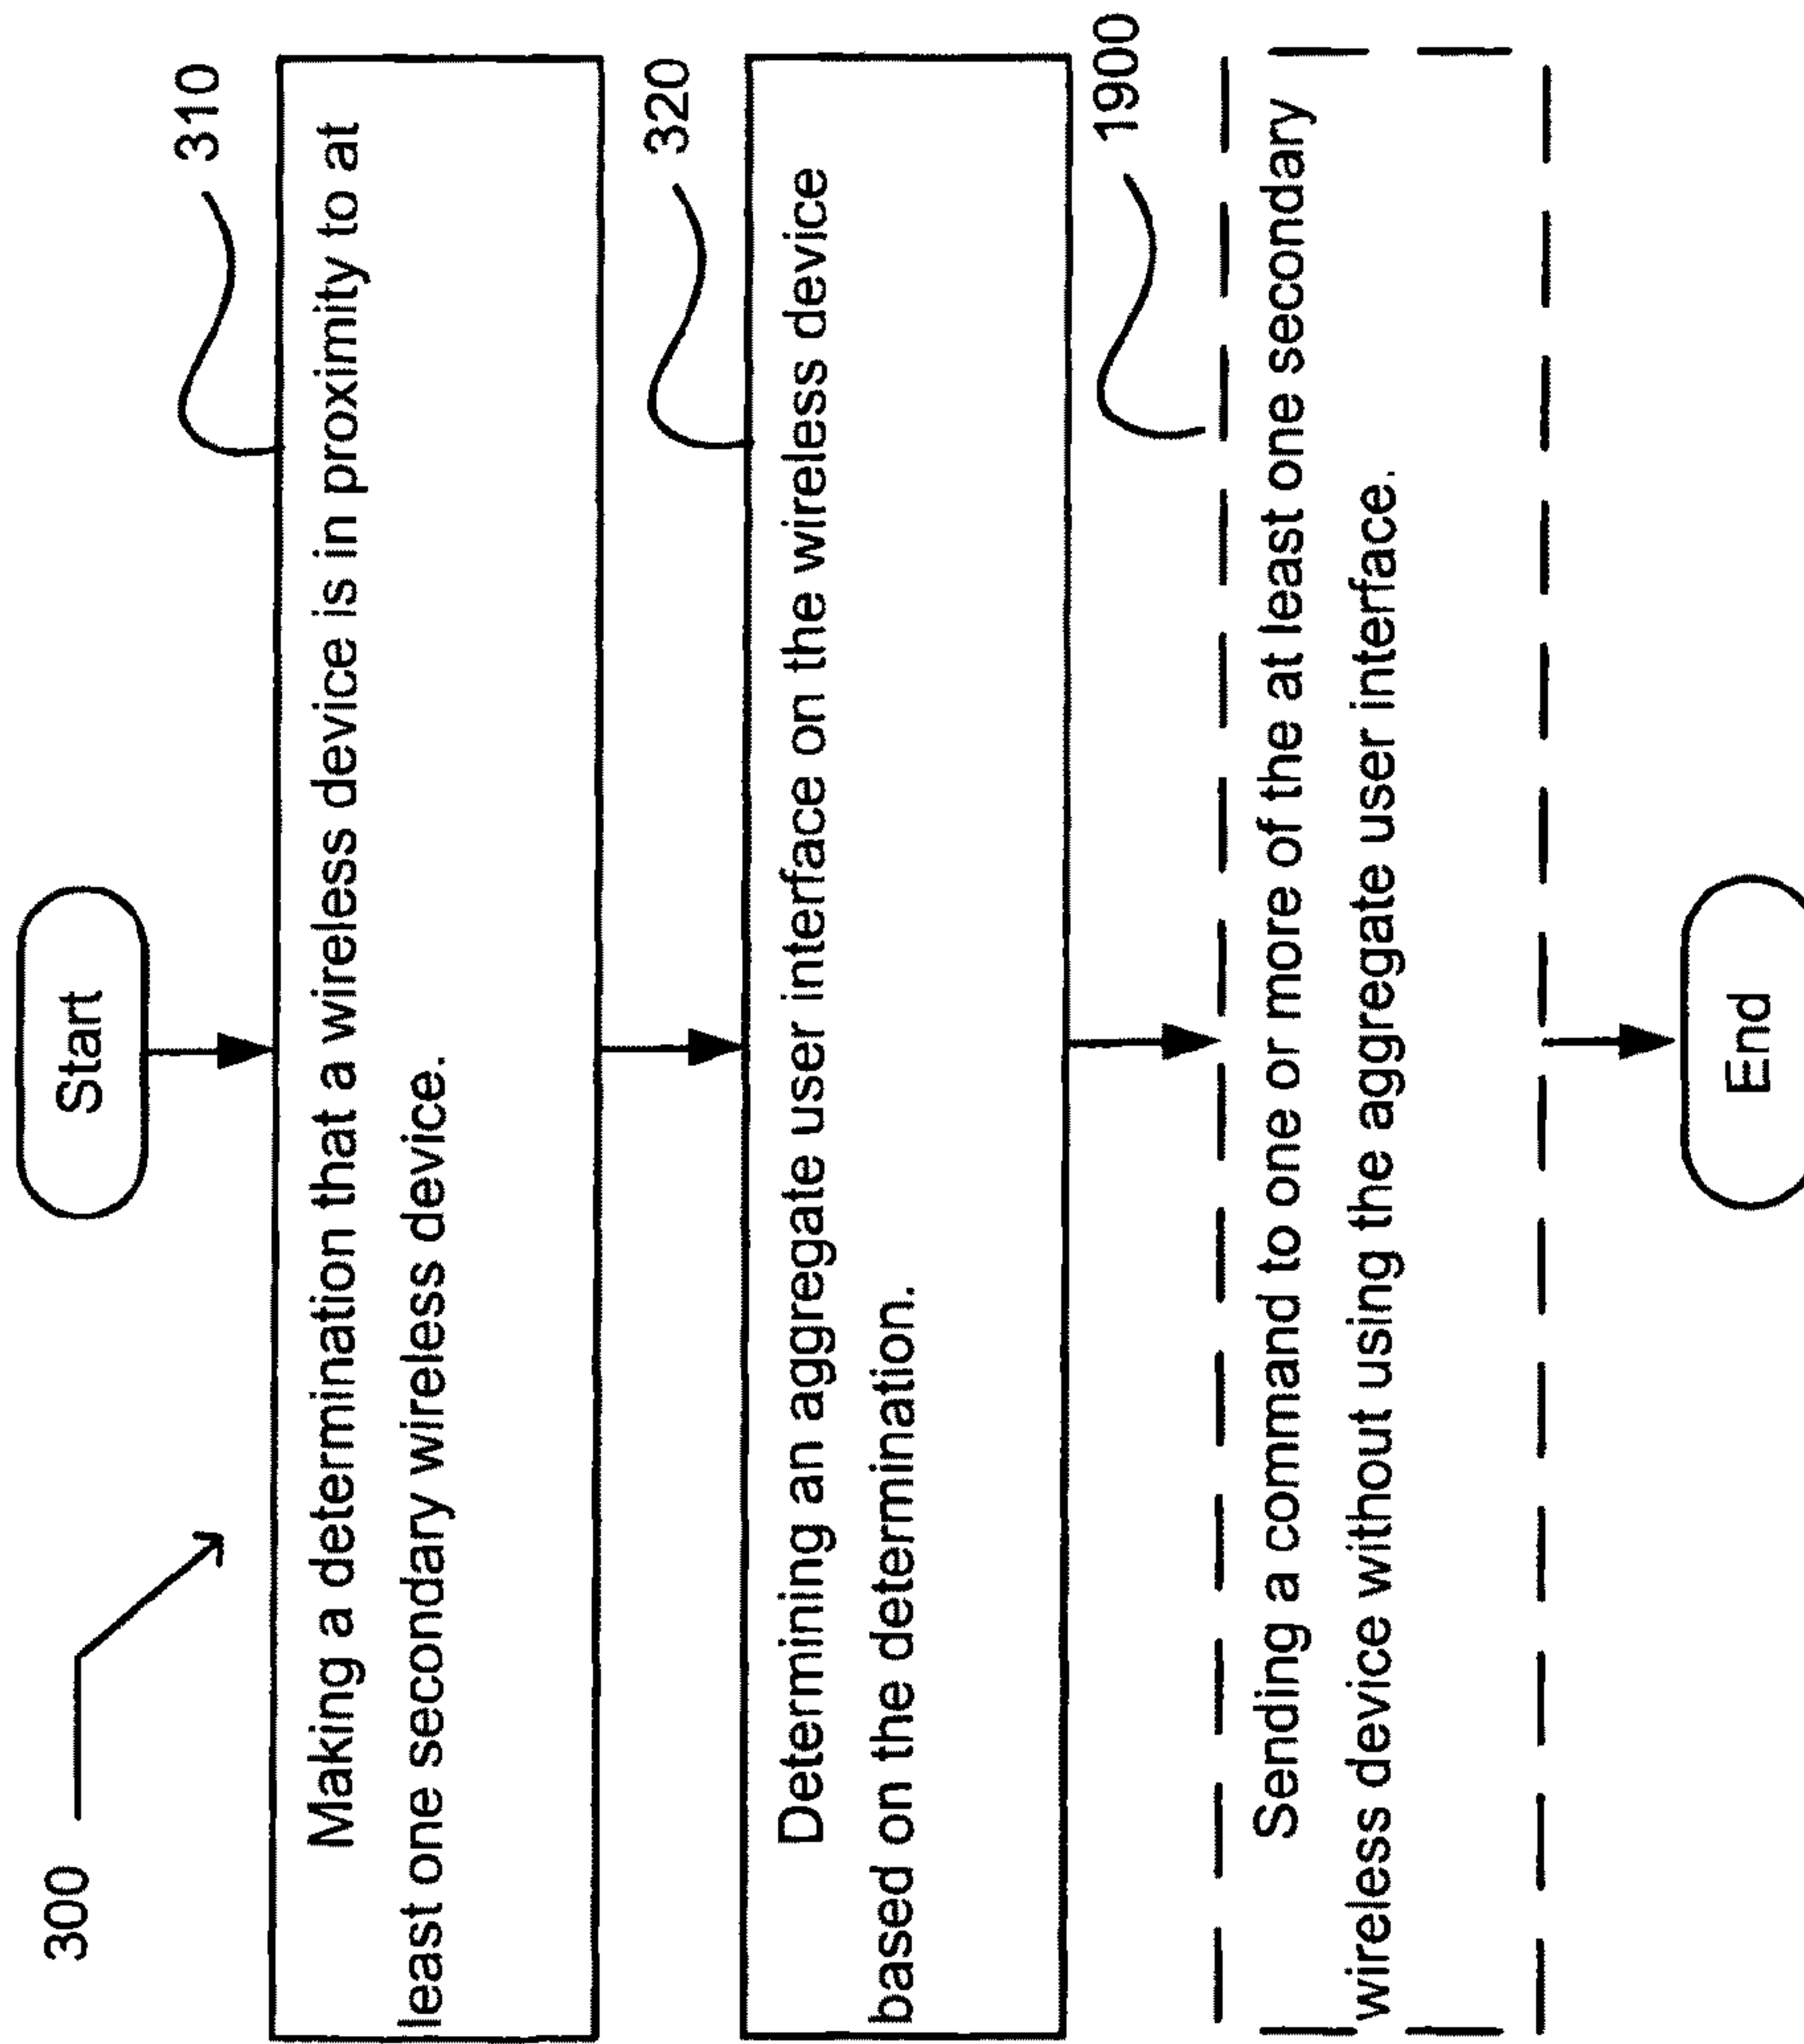 300
Start
310
Making a determination that a wireless device is in proximity to at
least one secondary wireless device.
320
Determining an aggregate user interface on the wireless device
based on the determination.
1900
Sending a command to one or more of the at least one secondary
wireless device without using the aggregate user interface.
End